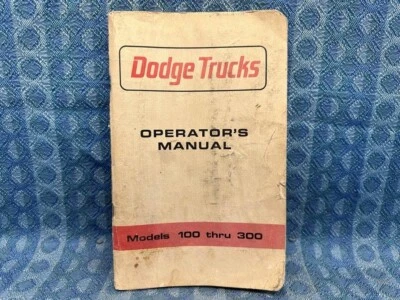 Dodge Trucks
OPERATOR'S
MANUAL
Models 100 thru 300